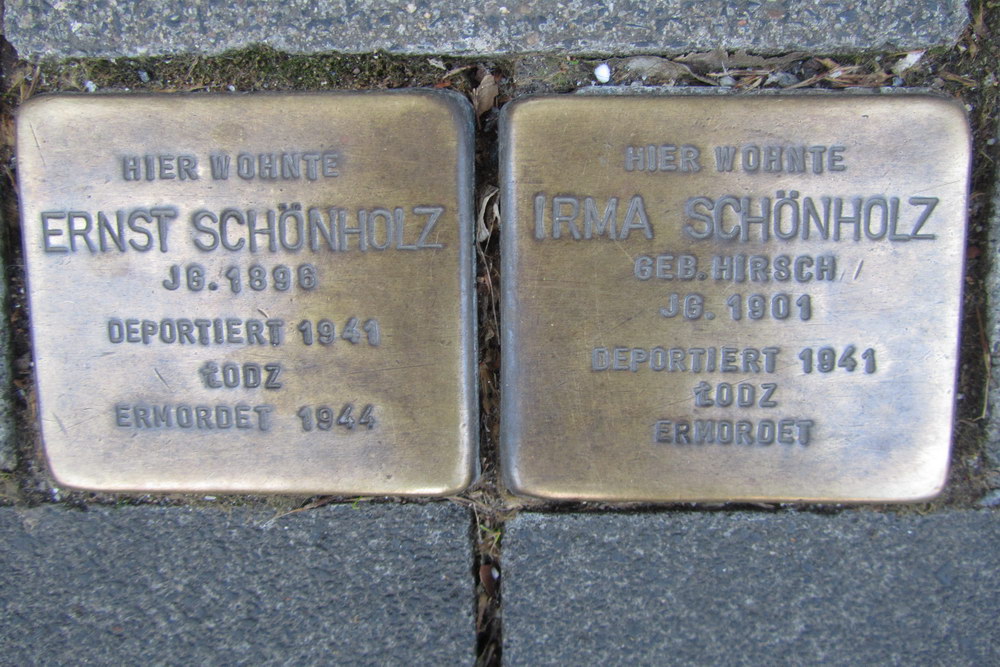 HIER WOHNTE
ERNST SCHÖNHOLZ
JG. 1896
DEPORTIERT 1941
ŁODZ
ERMORDET 1944
HIER WOHNTE
IRMA SCHÖNHOLZ
GEB. HIRSCH
JG. 1901
DEPORTIERT 1941
ŁODZ
ERMORDET